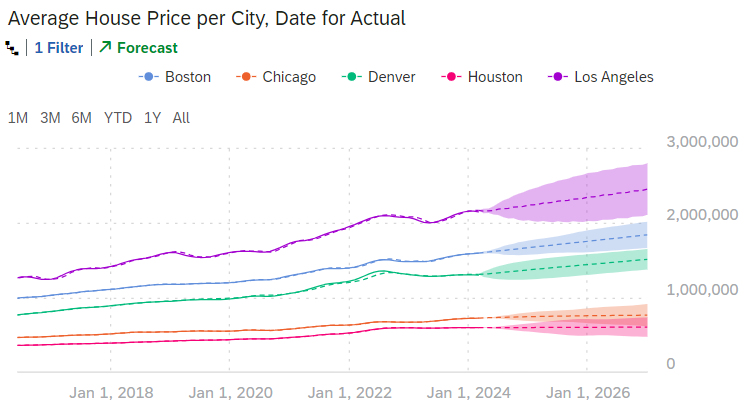 Average House Price per City, Date for Actual
1 Filter Forecast
Boston Chicago Denver Houston Los Angeles
1M 3M 6M YTD 1Y All
3,000,000
2,000,000
1,000,000
0
Jan 1, 2018 Jan 1, 2020 Jan 1, 2022 Jan 1, 2024 Jan 1, 2026